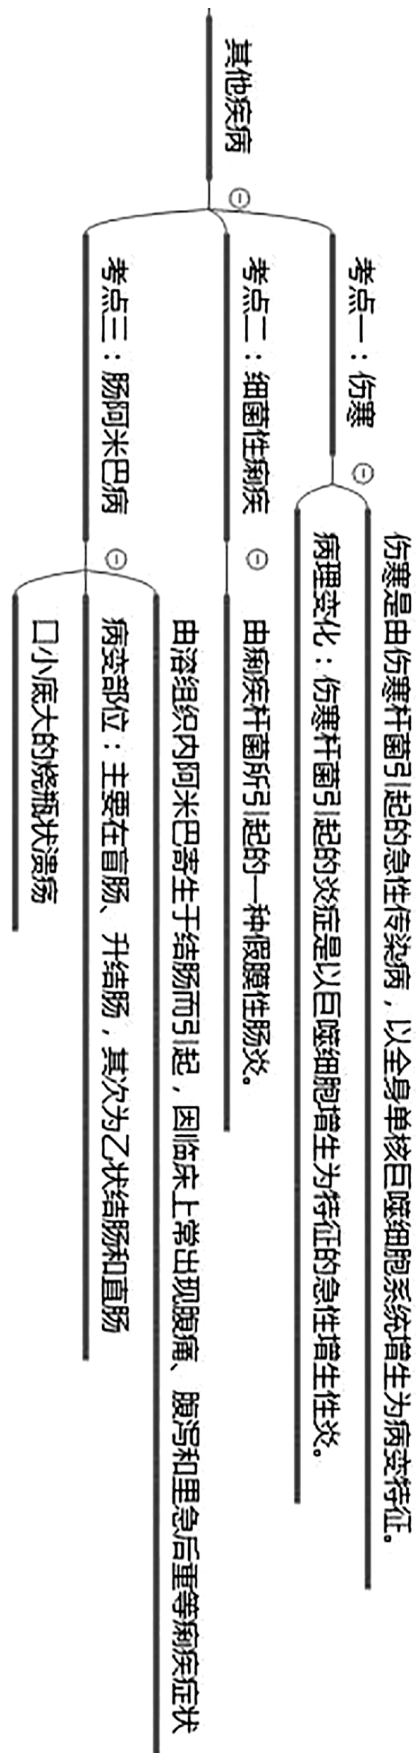 其他疾病
考点一：伤寒
伤寒是由伤寒杆菌引起的急性传染病，以全身单核巨噬细胞系统增生为病变特征。
病理变化：伤寒杆菌引起的炎症是以巨噬细胞增生为特征的急性增生性炎。
考点二：细菌性痢疾
由痢疾杆菌所引起的一种假膜性肠炎。
考点三：肠阿米巴病
由溶组织内阿米巴寄生于结肠而引起，因临床上常出现腹痛、腹泻和里急后重等痢疾症状
病变部位：主要在盲肠、升结肠，其次为乙状结肠和直肠
口小底大的烧瓶状溃疡